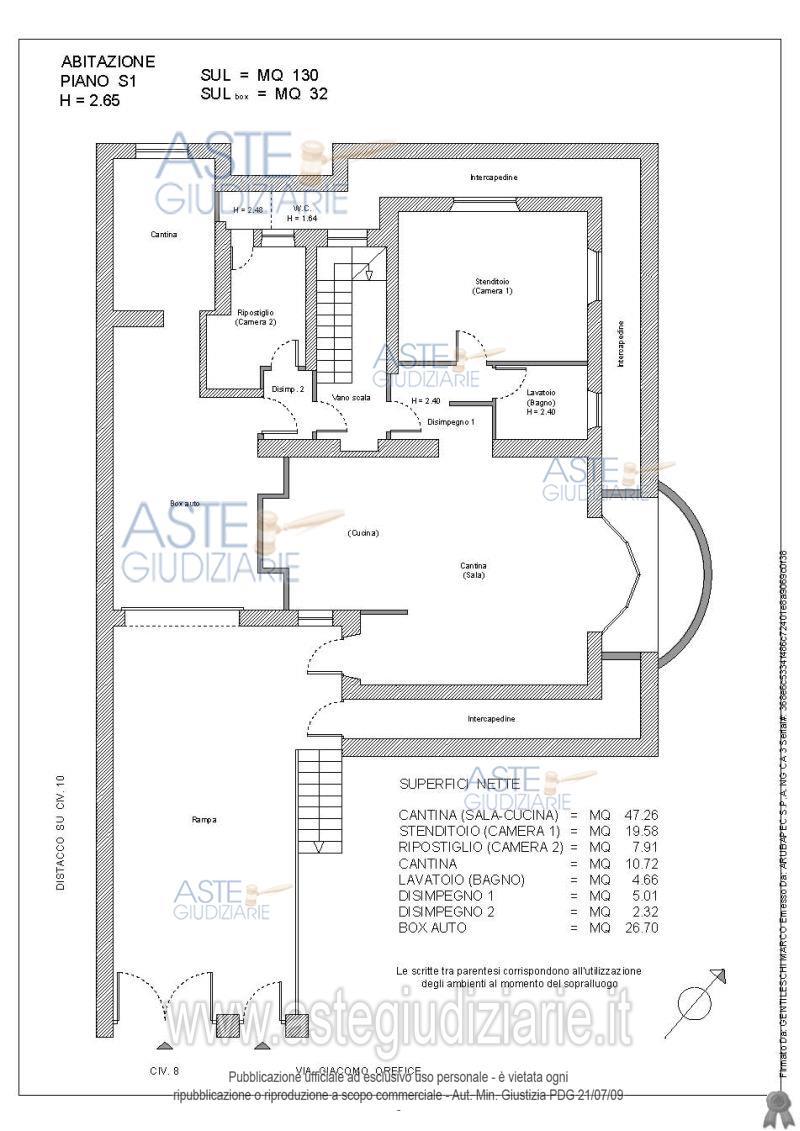 ABITAZIONE
PIANO S1
H = 2.65
SUL = MQ 130
SUL box = MQ 32
ASTE
GIUDIZIARIE
Intercapedine
H = 2.48
W.C.
H = 1.64
Cantina
Stenditoio
(Camera 1)
Ripostiglio
(Camera 2)
Intercapedine
ASTE
GIUDIZIARIE
Disimp. 2
Vano scala
H = 2.40
Disimpegno 1
Lavatoio
(Bagno)
H = 2.40
ASTE
GIUDIZIARIE
Box auto
ASTE
GIUDIZIARIE
(Cucina)
Cantina
(Sala)
Intercapedine
Rampa
ASTE
GIUDIZIARIE
DISTACCO SU CIV. 10
ASTE
GIUDIZIARIE
SUPERFICI NETTE
CANTINA (SALA-CUCINA) = MQ 47.26
STENDITOIO (CAMERA 1) = MQ 19.58
RIPOSTIGLIO (CAMERA 2) = MQ 7.91
CANTINA = MQ 10.72
LAVATOIO (BAGNO) = MQ 4.66
DISIMPEGNO 1 = MQ 5.01
DISIMPEGNO 2 = MQ 2.32
BOX AUTO = MQ 26.70
Le scritte tra parentesi corrispondono all'utilizzazione
degli ambienti al momento del sopralluogo
www.astegiudiziarie.it
CIV. 8
VIA GIACOMO OREFICE
Pubblicazione ufficiale ad esclusivo uso personale - è vietata ogni
ripubblicazione o riproduzione a scopo commerciale - Aut. Min. Giustizia PDG 21/07/09
Firmato Da: GENTILESCHI MARCO Emesso Da: ARUBAPEC S.P.A. NG CA 3 Serial#: